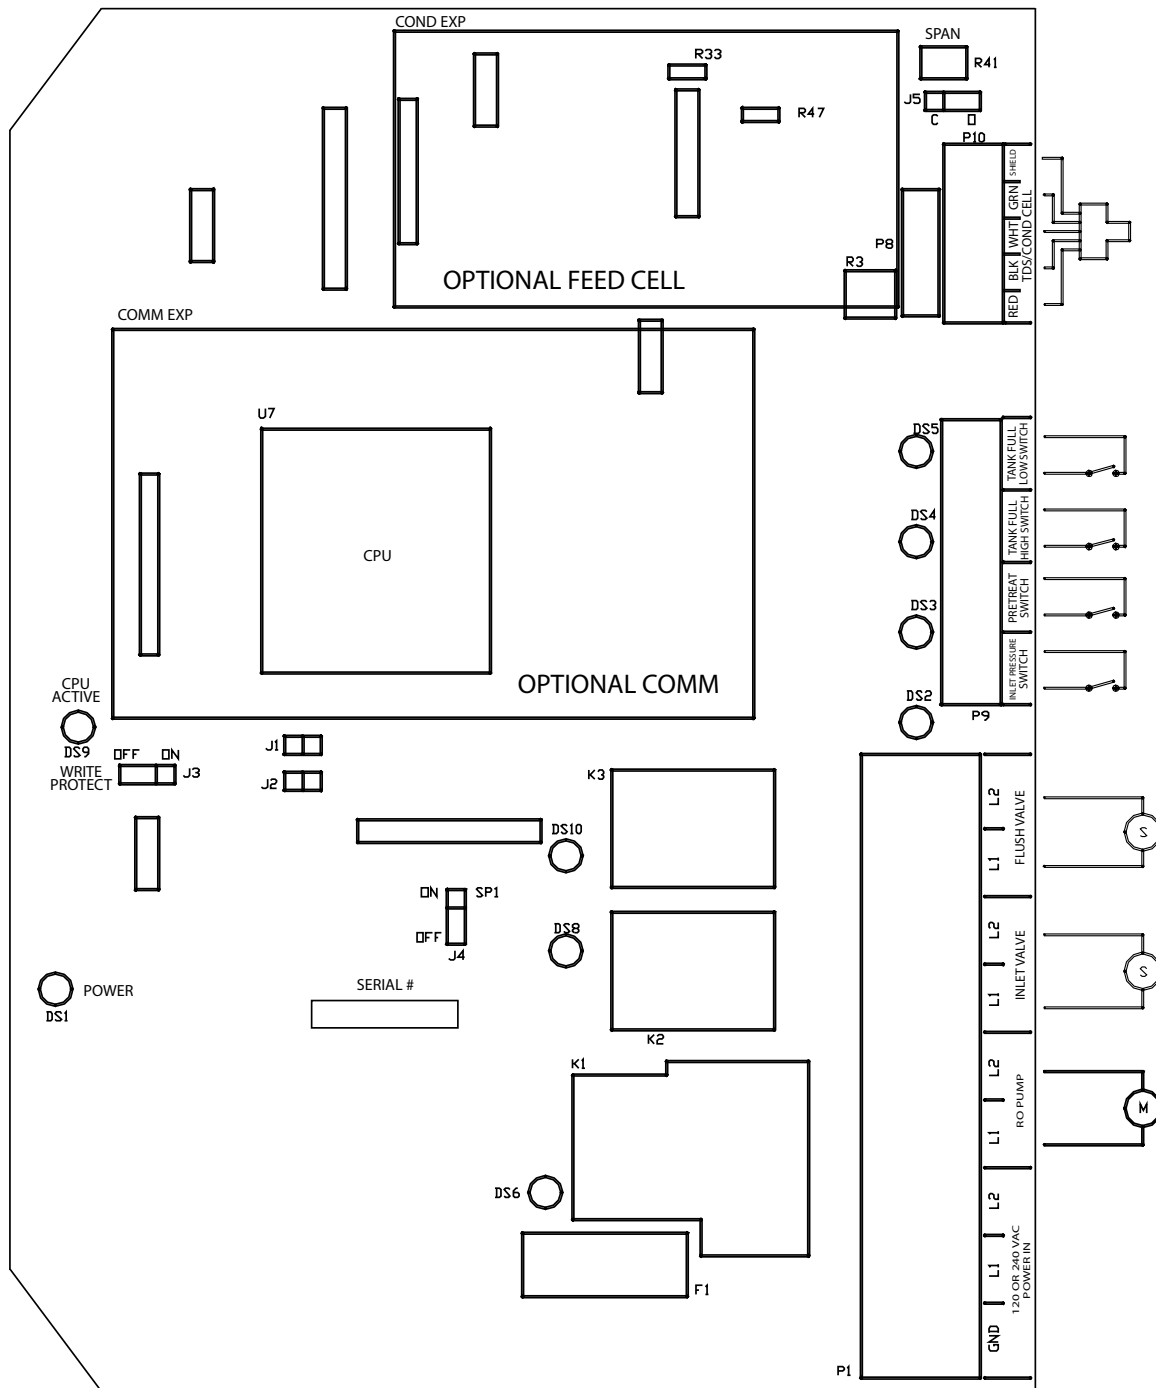 COND EXP
SPAN
R33
R41
J5
R47
C
O
P10
SHIELD
GRN
WHT
BLK
RED
TDS/COND CELL
P8
R3
OPTIONAL FEED CELL
COMM EXP
U7
CPU
OPTIONAL COMM
DS5
TANK FULL
LOW SWITCH
DS4
TANK FULL
HIGH SWITCH
DS3
PRETREAT
SWITCH
DS2
INLET PRESSURE
SWITCH
P9
CPU
ACTIVE
DS9
OFF
ON
WRITE
PROTECT
J3
J1
J2
K3
DS10
ON
SP1
OFF
J4
DS8
K2
SERIAL #
POWER
DS1
K1
DS6
F1
P1
L2
L1
FLUSH VALVE
S
L2
L1
INLET VALVE
S
L2
L1
RO PUMP
M
L2
L1
GND
120 OR 240 VAC
POWER IN